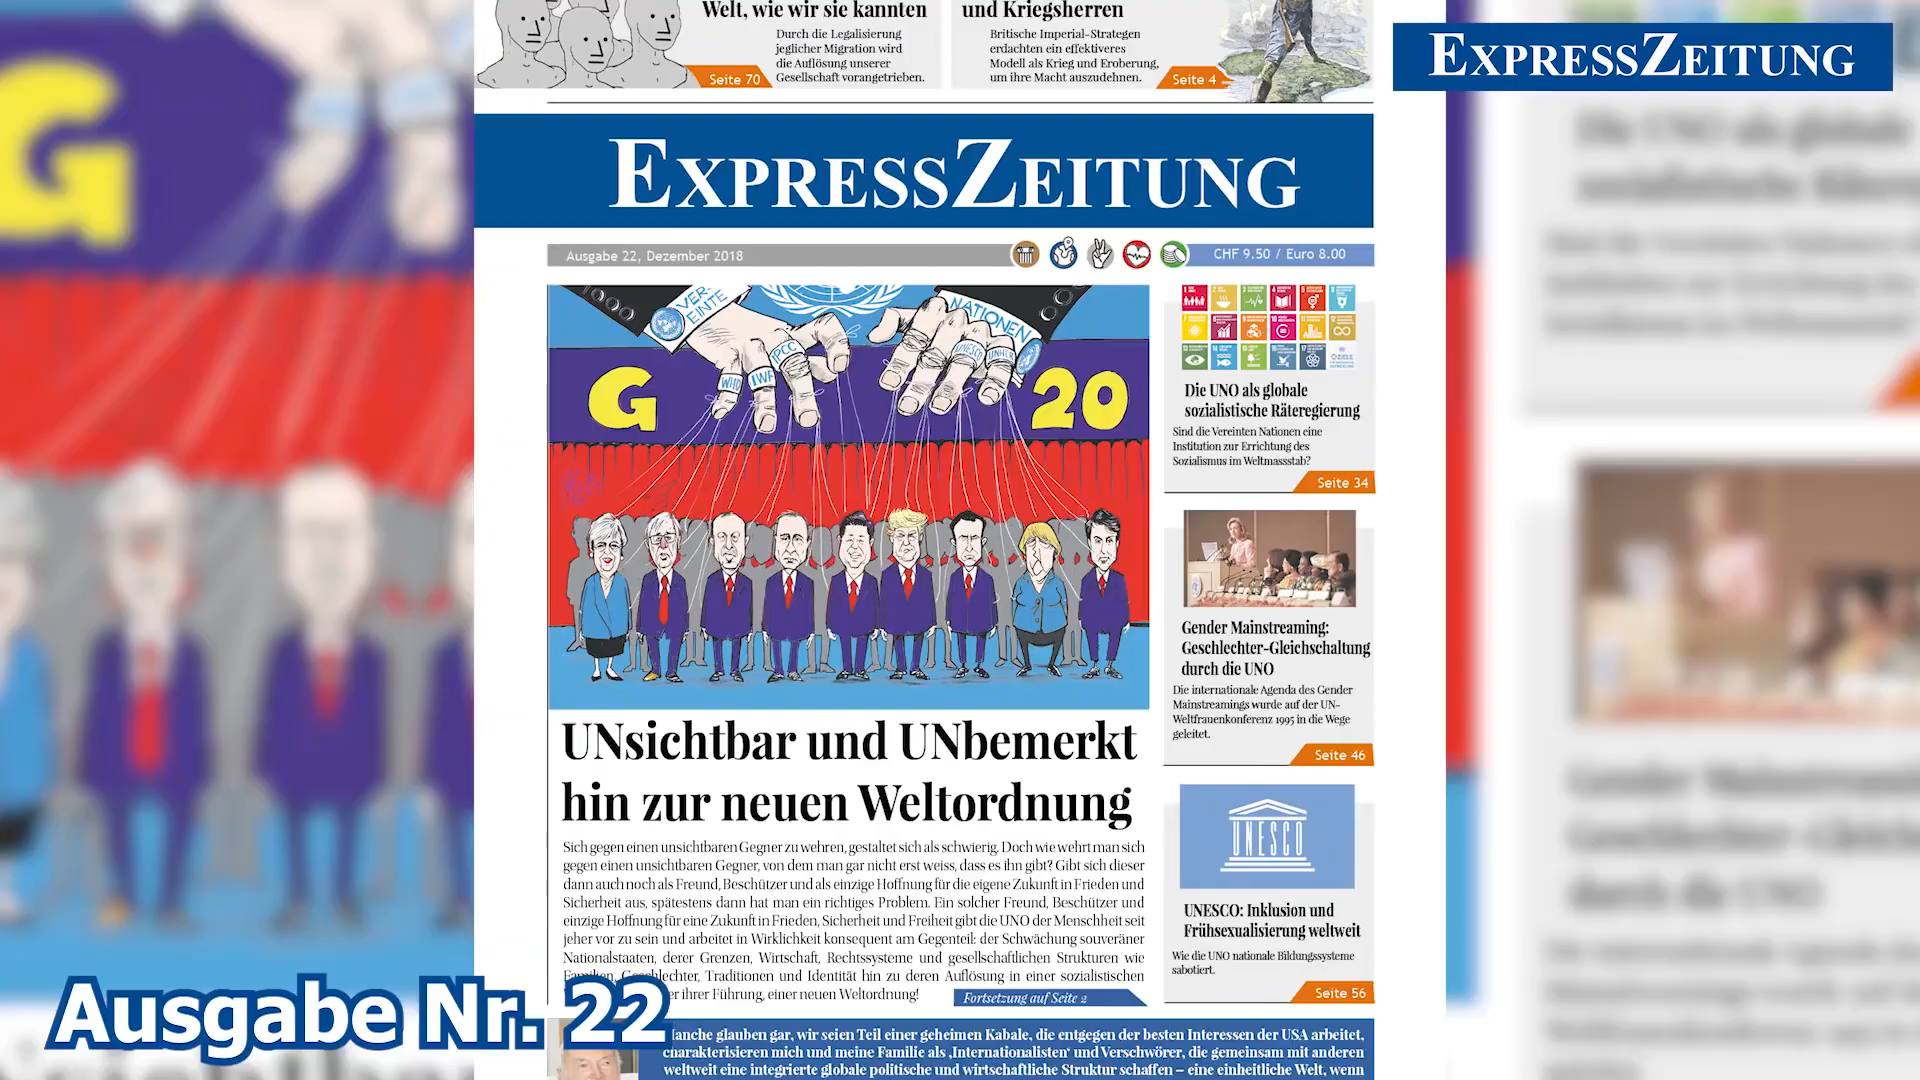 Welt, wie wir sie kannten
Durch die Legalisierung
jeglicher Migration wird
die Auflösung unserer
Gesellschaft vorangetrieben.
Seite 70
und Kriegsherren
Britische Imperial-Strategen
erdachten ein effektiveres
Modell als Krieg und Eroberung,
um ihre Macht auszudehnen.
Seite 4
EXPRESSZEITUNG
EXPRESSZEITUNG
Ausgabe 22, Dezember 2018
CHF 9.50 / Euro 8.00
VER-
EINTE
NATIONEN
WHO
IWF
IPCC
UNESCO
UNHCR
G 20
Die UNO als globale
sozialistische Räteregierung
Sind die Vereinten Nationen eine
Institution zur Errichtung des
Sozialismus im Weltmassstab?
Seite 34
Gender Mainstreaming:
Geschlechter-Gleichschaltung
durch die UNO
Die internationale Agenda des Gender
Mainstreamings wurde auf der UN-
Weltfrauenkonferenz 1995 in die Wege
geleitet.
Seite 46
UNESCO
UNESCO: Inklusion und
Frühsexualisierung weltweit
Wie die UNO nationale Bildungssysteme
sabotiert.
Seite 56
UNsichtbar und UNbemerkt
hin zur neuen Weltordnung
Sich gegen einen unsichtbaren Gegner zu wehren, gestaltet sich als schwierig. Doch wie wehrt man sich
gegen einen unsichtbaren Gegner, von dem man gar nicht erst weiss, dass es ihn gibt? Gibt sich dieser
dann auch noch als Freund, Beschützer und als einzige Hoffnung für die eigene Zukunft in Frieden und
Sicherheit aus, spätestens dann hat man ein richtiges Problem. Ein solcher Freund, Beschützer und
einzige Hoffnung für eine Zukunft in Frieden, Sicherheit und Freiheit gibt die UNO der Menschheit seit
jeher vor zu sein und arbeitet in Wirklichkeit konsequent am Gegenteil: der Schwächung souveräner
Nationalstaaten, derer Grenzen, Wirtschaft, Rechtssysteme und gesellschaftlichen Strukturen wie
Familien, Geschlechter, Traditionen und Identität hin zu deren Auflösung in einer sozialistischen
ihrer Führung, einer neuen Weltordnung!
Fortsetzung auf Seite 2
Ausgabe Nr. 22
glauben gar, wir seien Teil einer geheimen Kabale, die entgegen der besten Interessen der USA arbeitet,
charakterisieren mich und meine Familie als ‚Internationalisten' und Verschwörer, die gemeinsam mit anderen
weltweit eine integrierte globale politische und wirtschaftliche Struktur schaffen – eine einheitliche Welt, wenn